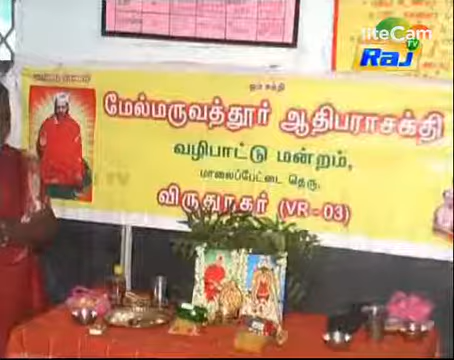 liteCam
Raj TV
ஓம் சக்தி
மேல்மருவத்தூர் ஆதிபராசக்தி
வழிபாட்டு மன்றம்,
மாலைப்பேட்டை தெரு,
விருதுநகர் (VR-03)